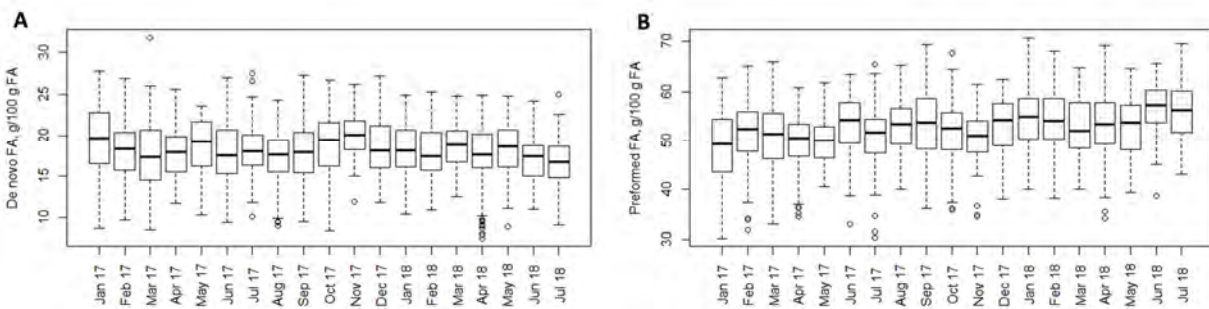 A
De novo FA, g/100 g FA
30
25
20
15
10
Jan 17
Feb 17
Mar 17
Apr 17
May 17
Jun 17
Jul 17
Aug 17
Sep 17
Oct 17
Nov 17
Dec 17
Jan 18
Feb 18
Mar 18
Apr 18
May 18
Jun 18
Jul 18
B
Preformed FA, g/100 g FA
70
60
50
40
30
Jan 17
Feb 17
Mar 17
Apr 17
May 17
Jun 17
Jul 17
Aug 17
Sep 17
Oct 17
Nov 17
Dec 17
Jan 18
Feb 18
Mar 18
Apr 18
May 18
Jun 18
Jul 18